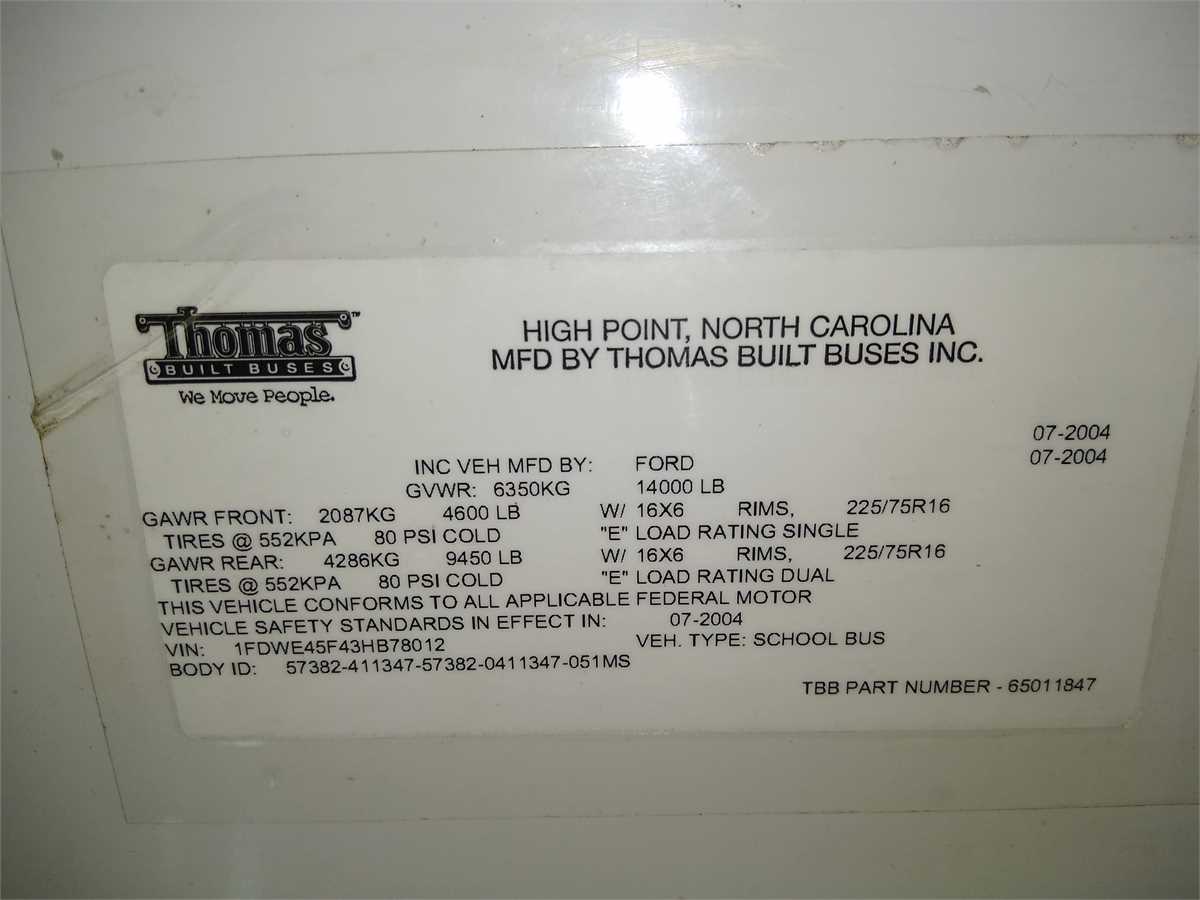 Thomas™
BUILT BUSES
We Move People.
HIGH POINT, NORTH CAROLINA
MFD BY THOMAS BUILT BUSES INC.
07-2004
INC VEH MFD BY: FORD 07-2004
GVWR: 6350KG 14000 LB
GAWR FRONT: 2087KG 4600 LB W/ 16X6 RIMS, 225/75R16
TIRES @ 552KPA 80 PSI COLD "E" LOAD RATING SINGLE
GAWR REAR: 4286KG 9450 LB W/ 16X6 RIMS, 225/75R16
TIRES @ 552KPA 80 PSI COLD "E" LOAD RATING DUAL
THIS VEHICLE CONFORMS TO ALL APPLICABLE FEDERAL MOTOR
VEHICLE SAFETY STANDARDS IN EFFECT IN: 07-2004
VIN: 1FDWE45F43HB78012 VEH. TYPE: SCHOOL BUS
BODY ID: 57382-411347-57382-0411347-051MS
TBB PART NUMBER - 65011847